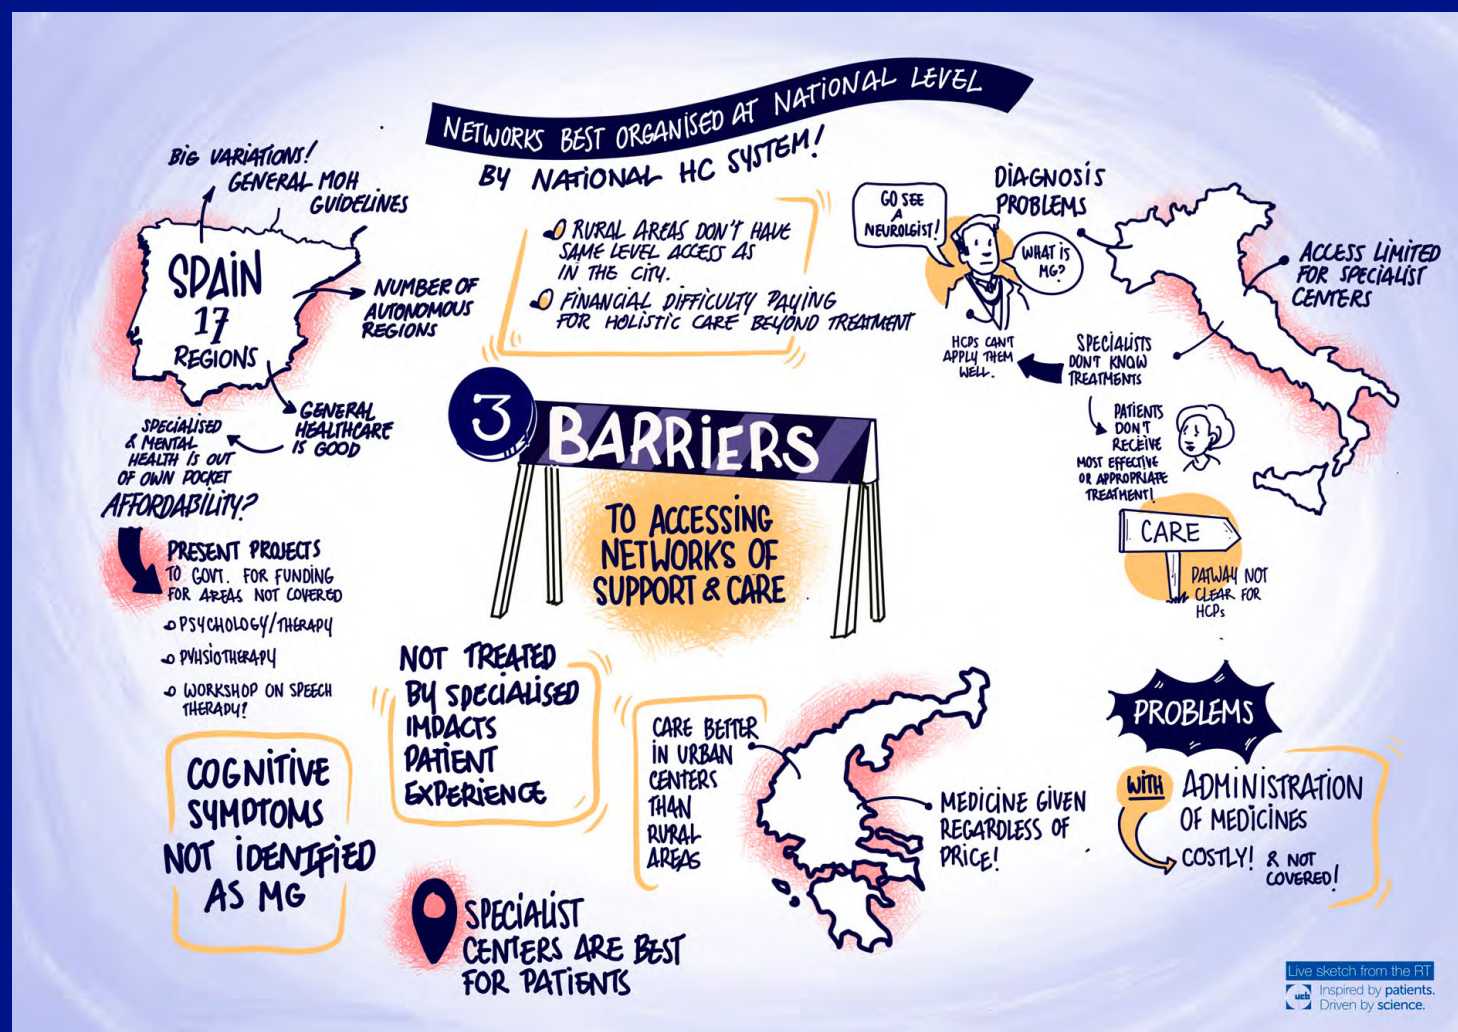 NETWORKS BEST ORGANISED AT NATIONAL LEVEL
BY NATIONAL HC SYSTEM!
BIG VARIATIONS!
GENERAL MOH
GUIDELINES
SPAIN
17
REGIONS
NUMBER OF
AUTONOMOUS
REGIONS
GENERAL
HEALTHCARE
IS GOOD
SPECIALISED
& MENTAL
HEALTH IS OUT
OF OWN POCKET
AFFORDABILITY?
PRESENT PROJECTS
TO GOVT. FOR FUNDING
FOR AREAS NOT COVERED
PSYCHOLOGY/THERAPY
PVHSIOTHERAPY
WORKSHOP ON SPEECH
THERAPY?
RURAL AREAS DON'T HAVE
SAME LEVEL ACCESS AS
IN THE CITY.
FINANCIAL DIFFICULTY PAYING
FOR HOLISTIC CARE BEYOND TREATMENT
3
BARRIERS
TO ACCESSING
NETWORKS OF
SUPPORT & CARE
DIAGNOSIS
PROBLEMS
GO SEE
A
NEUROLGIST!
WHAT IS
MG?
ACCESS LIMITED
FOR SPECIALIST
CENTERS
SPECIALISTS
DON'T KNOW
TREATMENTS
HCPS CAN'T
APPLY THEM
WELL.
PATIENTS
DON'T
RECEIVE
MOST EFFECTIVE
OR APPROPRIATE
TREATMENT!
CARE
PATWAY NOT
CLEAR FOR
HCPs
COGNITIVE
SYMPTOMS
NOT IDENTIFIED
AS MG
NOT TREATED
BY SPECIALISED
IMPACTS
PATIENT
EXPERIENCE
SPECIALIST
CENTERS ARE BEST
FOR PATIENTS
CARE BETTER
IN URBAN
CENTERS
THAN
RURAL
AREAS
MEDICINE GIVEN
REGARDLESS OF
PRICE!
PROBLEMS
WITH ADMINISTRATION
OF MEDICINES
COSTLY! & NOT
COVERED!
Live sketch from the RT
ucb
Inspired by patients.
Driven by science.